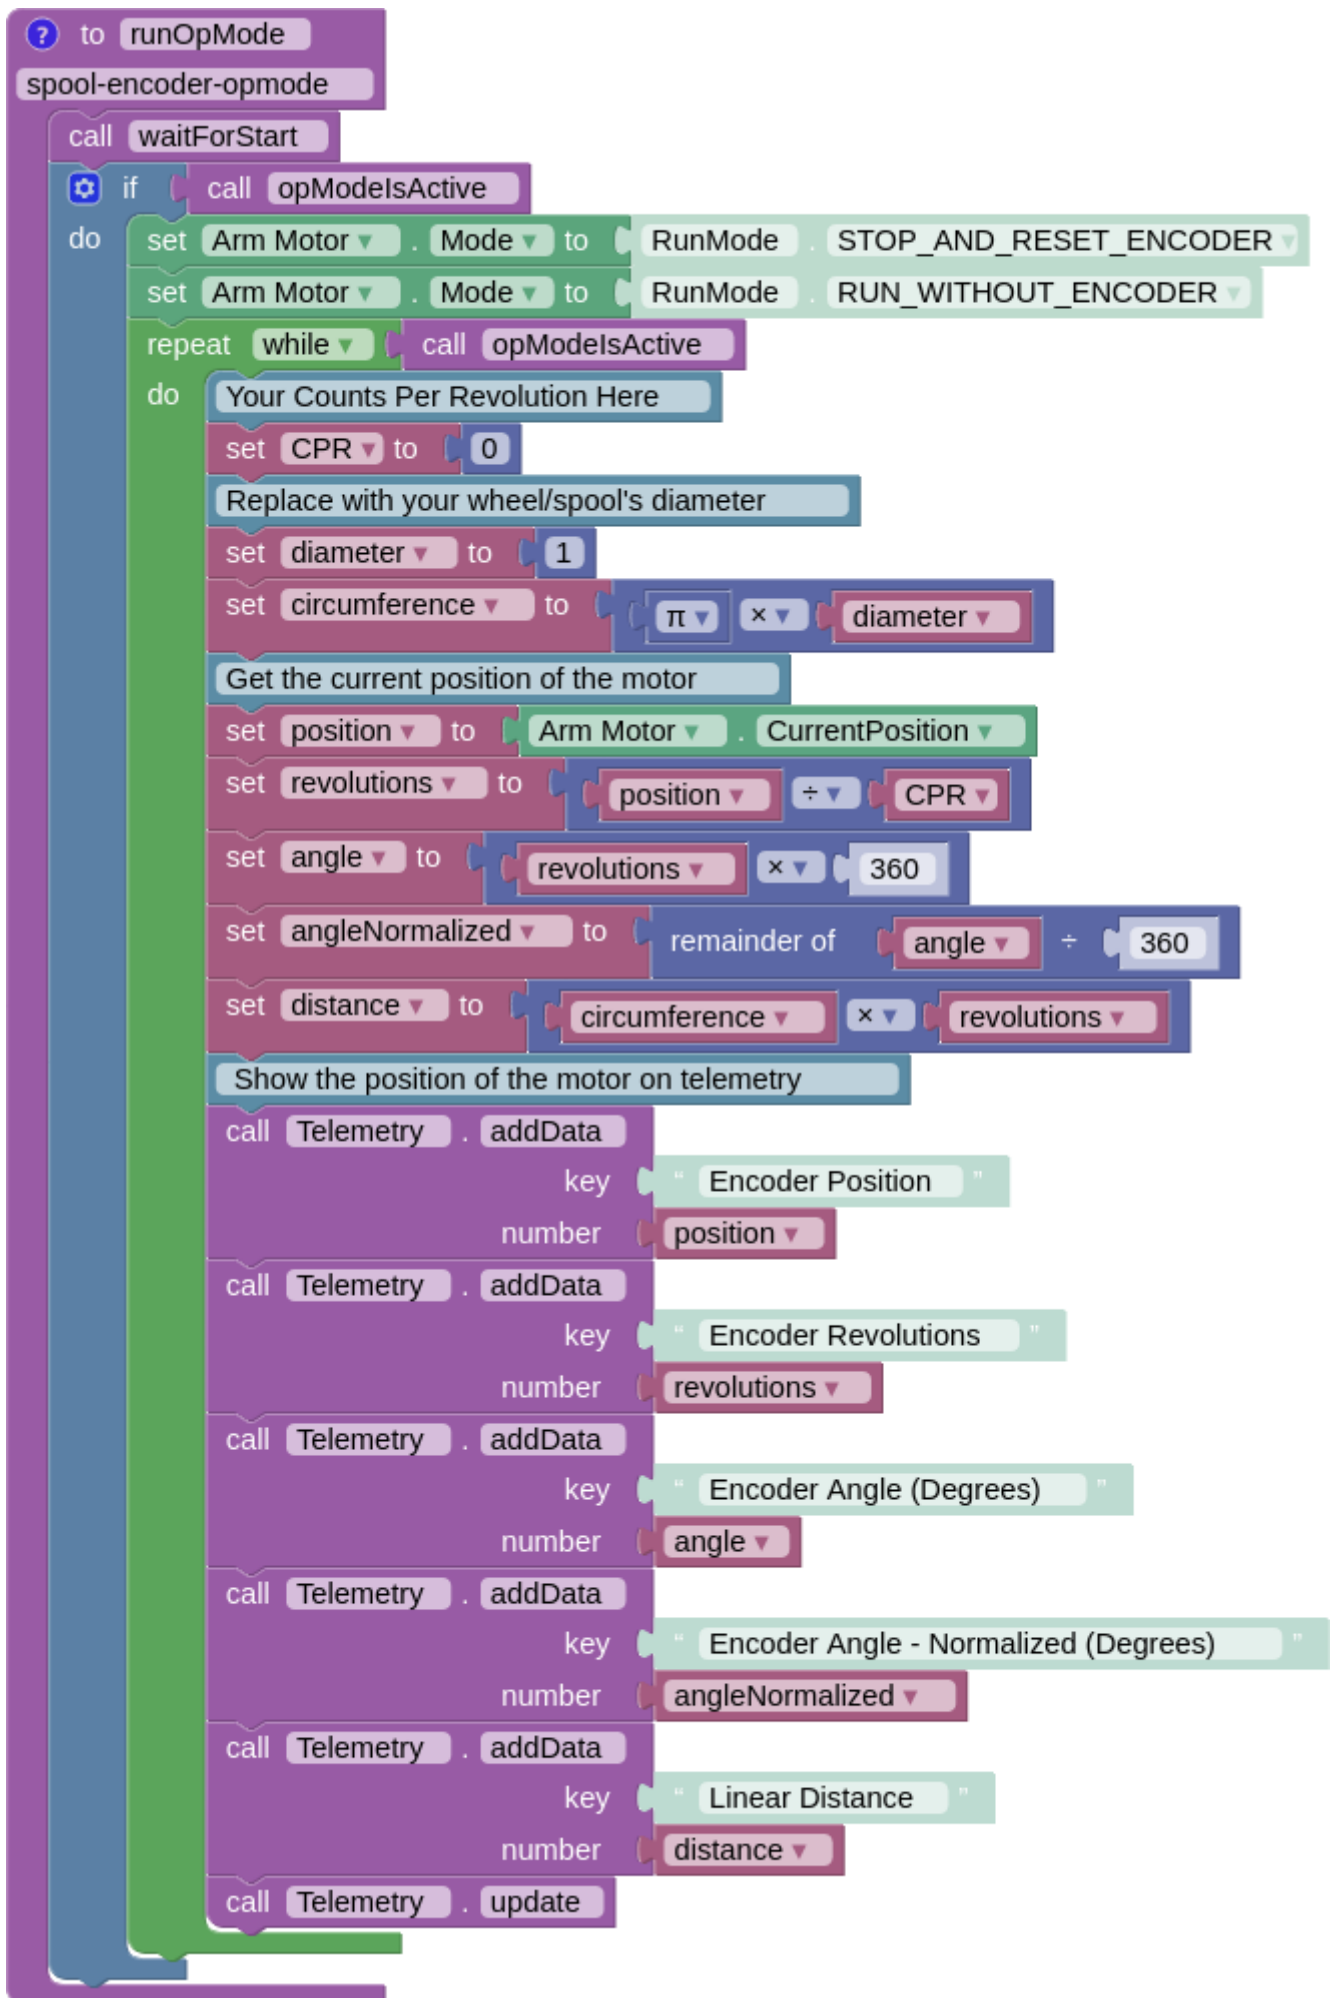 ? to runOpMode
spool-encoder-opmode
call waitForStart
if call opModeIsActive
do set Arm Motor ▾ . Mode ▾ to RunMode . STOP_AND_RESET_ENCODER ▾
set Arm Motor ▾ . Mode ▾ to RunMode . RUN_WITHOUT_ENCODER ▾
repeat while ▾ call opModeIsActive
do Your Counts Per Revolution Here
set CPR ▾ to 0
Replace with your wheel/spool's diameter
set diameter ▾ to 1
set circumference ▾ to π ▾ × ▾ diameter ▾
Get the current position of the motor
set position ▾ to Arm Motor ▾ . CurrentPosition ▾
set revolutions ▾ to position ▾ ÷ ▾ CPR ▾
set angle ▾ to revolutions ▾ × ▾ 360
set angleNormalized ▾ to remainder of angle ▾ ÷ 360
set distance ▾ to circumference ▾ × ▾ revolutions ▾
Show the position of the motor on telemetry
call Telemetry . addData
key “ Encoder Position ”
number position ▾
call Telemetry . addData
key “ Encoder Revolutions ”
number revolutions ▾
call Telemetry . addData
key “ Encoder Angle (Degrees) ”
number angle ▾
call Telemetry . addData
key “ Encoder Angle - Normalized (Degrees) ”
number angleNormalized ▾
call Telemetry . addData
key “ Linear Distance ”
number distance ▾
call Telemetry . update